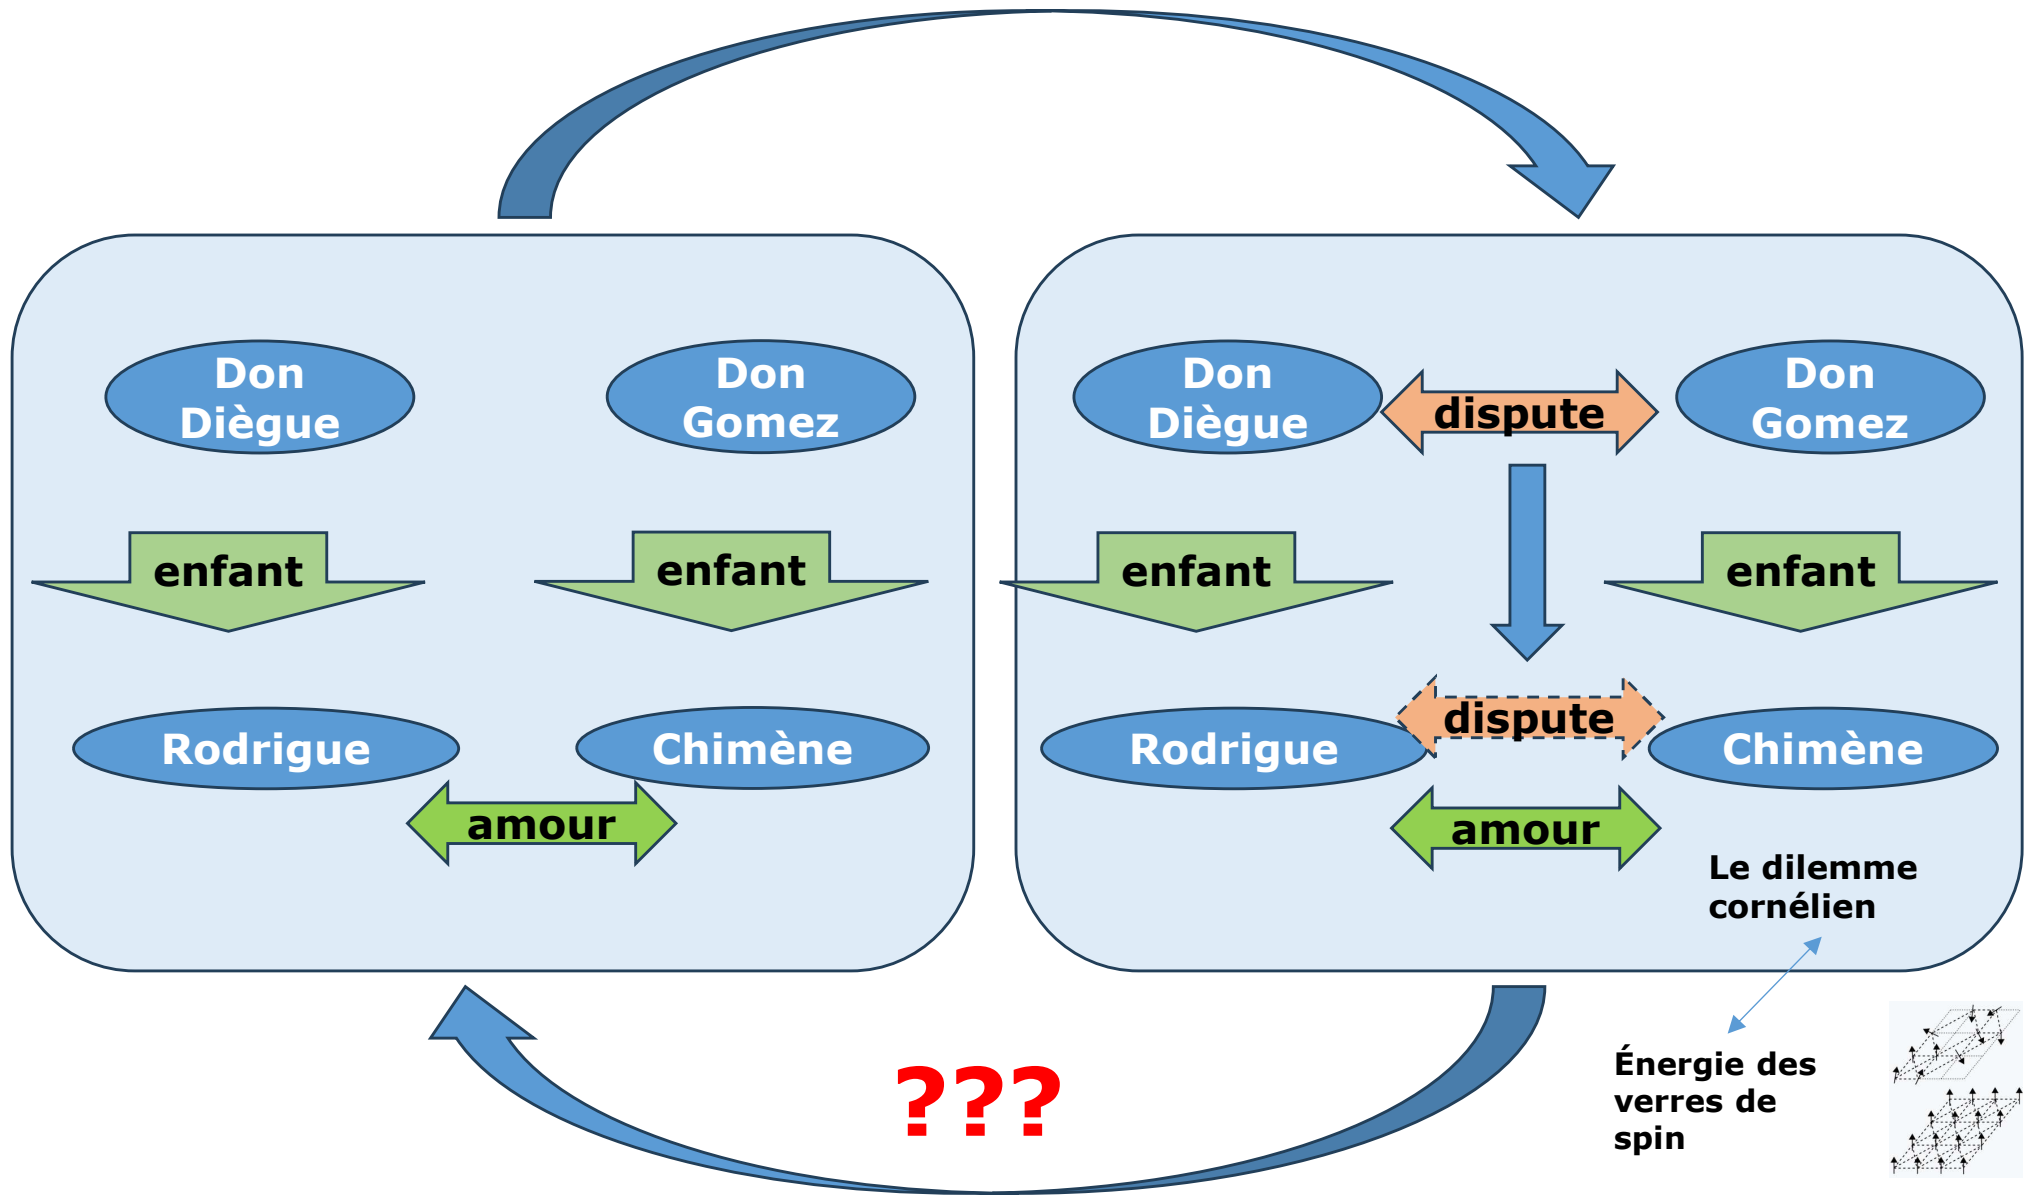 Don
Diègue
Don
Gomez
enfant
enfant
Rodrigue
Chimène
amour
Don
Diègue
dispute
Don
Gomez
enfant
enfant
dispute
Rodrigue
Chimène
amour
Le dilemme
cornélien
???
Énergie des
verres de
spin